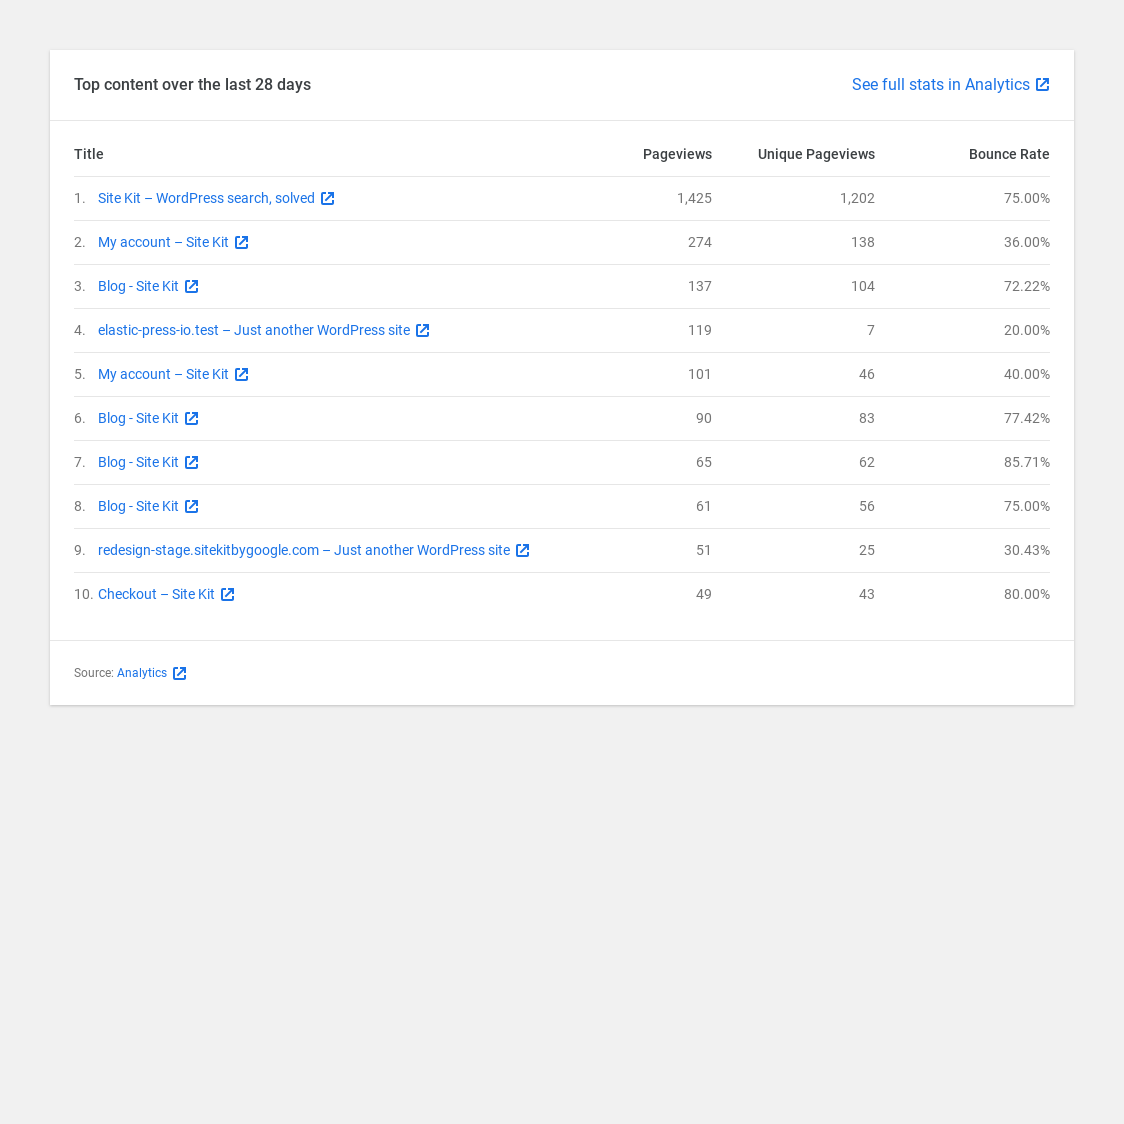 Top content over the last 28 days See full stats in Analytics
Title Pageviews Unique Pageviews Bounce Rate
1. Site Kit – WordPress search, solved 1,425 1,202 75.00%
2. My account – Site Kit 274 138 36.00%
3. Blog - Site Kit 137 104 72.22%
4. elastic-press-io.test – Just another WordPress site 119 7 20.00%
5. My account – Site Kit 101 46 40.00%
6. Blog - Site Kit 90 83 77.42%
7. Blog - Site Kit 65 62 85.71%
8. Blog - Site Kit 61 56 75.00%
9. redesign-stage.sitekitbygoogle.com – Just another WordPress site 51 25 30.43%
10. Checkout – Site Kit 49 43 80.00%
Source: Analytics